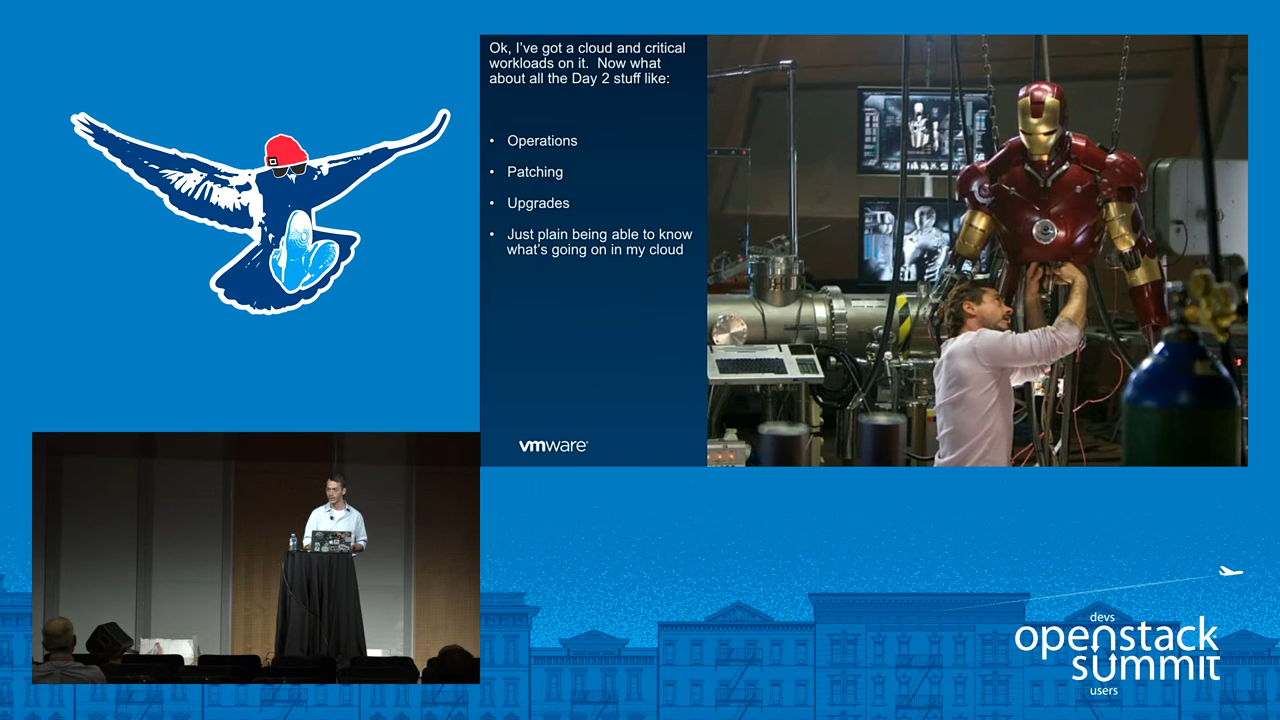 Ok, I've got a cloud and critical
workloads on it.  Now what
about all the Day 2 stuff like:
• Operations
• Patching
• Upgrades
• Just plain being able to know
what's going on in my cloud
vmware
devs
openstack
summit
users